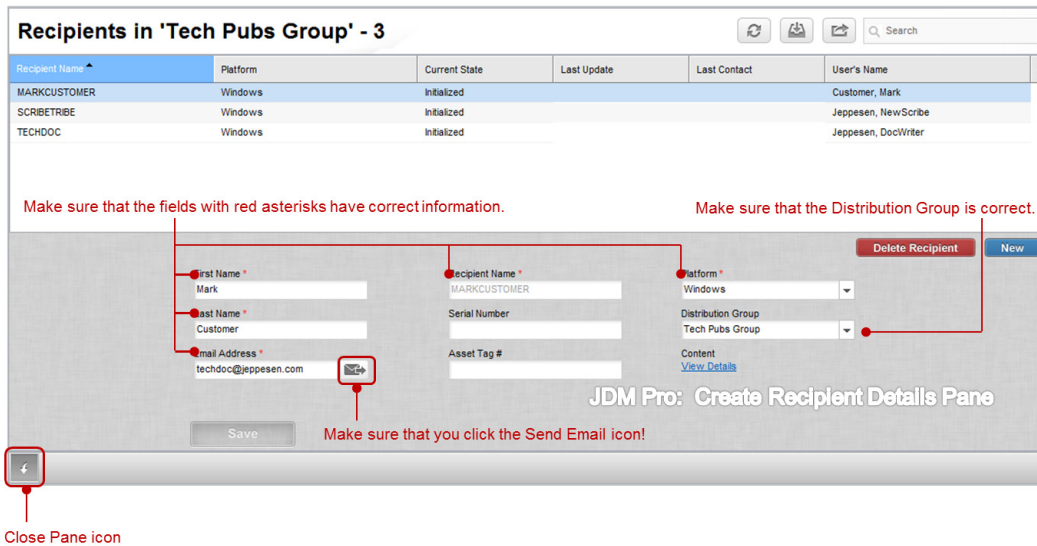 Recipients in 'Tech Pubs Group' - 3
Search
Recipient Name Platform Current State Last Update Last Contact User's Name
MARKCUSTOMER Windows Initialized Customer, Mark
SCRIBETRIBE Windows Initialized Jeppesen, NewScribe
TECHDOC Windows Initialized Jeppesen, DocWriter
Make sure that the fields with red asterisks have correct information.
Make sure that the Distribution Group is correct.
Delete Recipient New
First Name * Recipient Name * Platform *
Mark MARKCUSTOMER Windows
Last Name * Serial Number Distribution Group
Customer Tech Pubs Group
Email Address * Asset Tag # Content
techdoc@jeppesen.com View Details
JDM Pro: Create Recipient Details Pane
Save
Make sure that you click the Send Email icon!
Close Pane icon